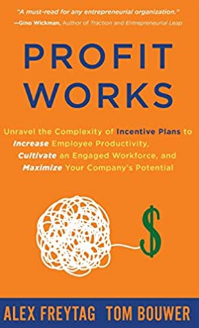 "A must-read for any entrepreneurial organization."
—Gino Wickman, Author of Traction and Entrepreneurial Leap
PROFIT
WORKS
Unravel the Complexity of Incentive Plans to
Increase Employee Productivity,
Cultivate an Engaged Workforce, and
Maximize Your Company's Potential
$
ALEX FREYTAG TOM BOUWER